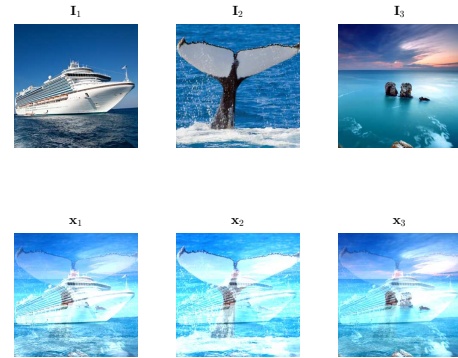 I₁ I₂ I₃
x₁ x₂ x₃